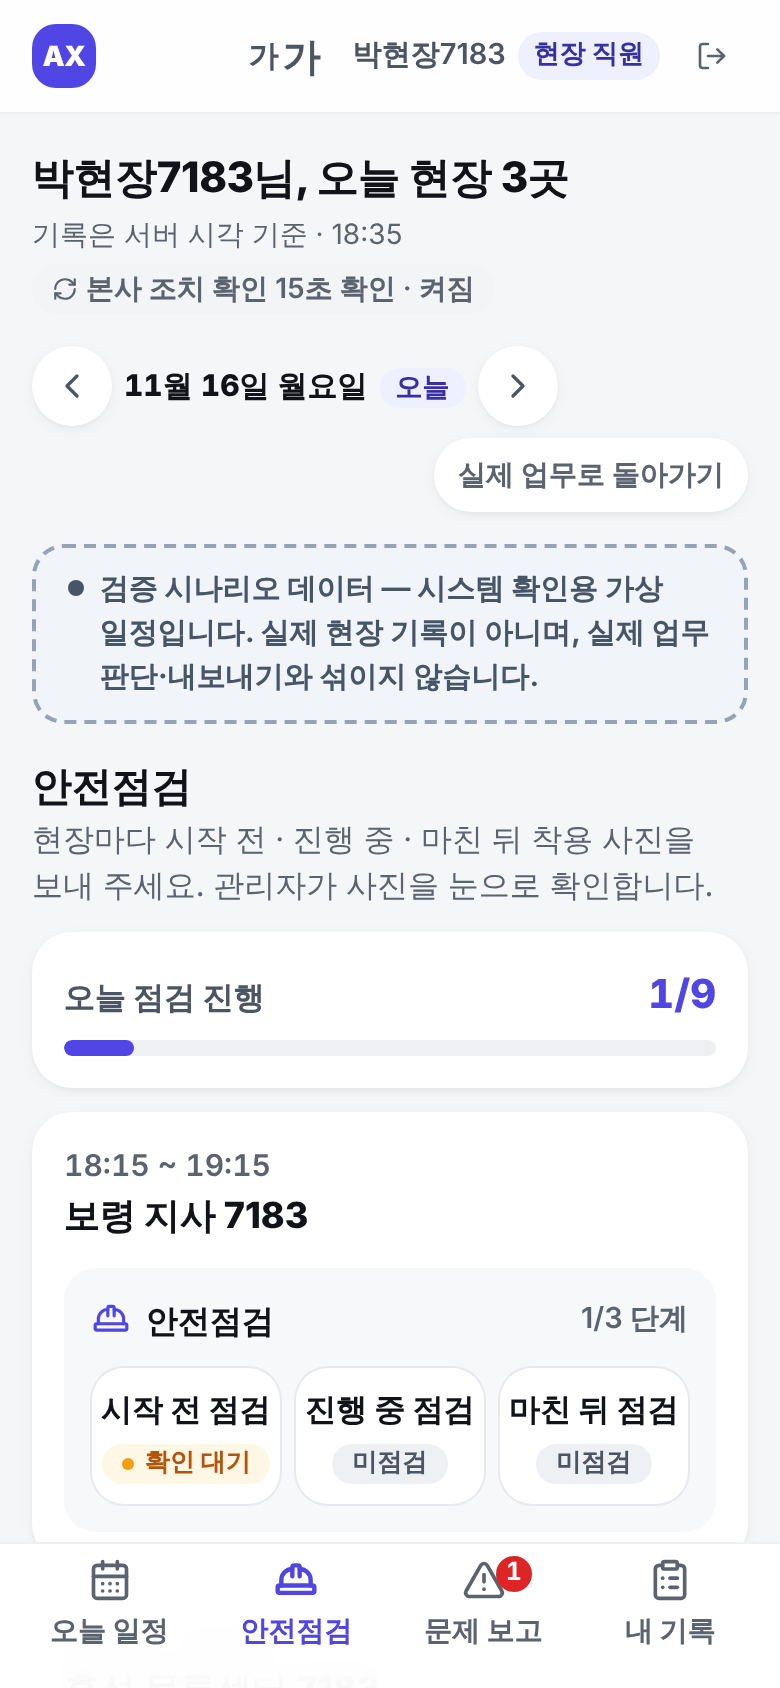 AX
가가 박현장7183 현장 직원
박현장7183님, 오늘 현장 3곳
기록은 서버 시각 기준 · 18:35
본사 조치 확인 15초 확인 · 켜짐
11월 16일 월요일 오늘
실제 업무로 돌아가기
검증 시나리오 데이터 — 시스템 확인용 가상
일정입니다. 실제 현장 기록이 아니며, 실제 업무
판단·내보내기와 섞이지 않습니다.
안전점검
현장마다 시작 전 · 진행 중 · 마친 뒤 착용 사진을
보내 주세요. 관리자가 사진을 눈으로 확인합니다.
오늘 점검 진행 1/9
18:15 ~ 19:15
보령 지사 7183
안전점검 1/3 단계
시작 전 점검 진행 중 점검 마친 뒤 점검
확인 대기 미점검 미점검
1
오늘 일정 안전점검 문제 보고 내 기록